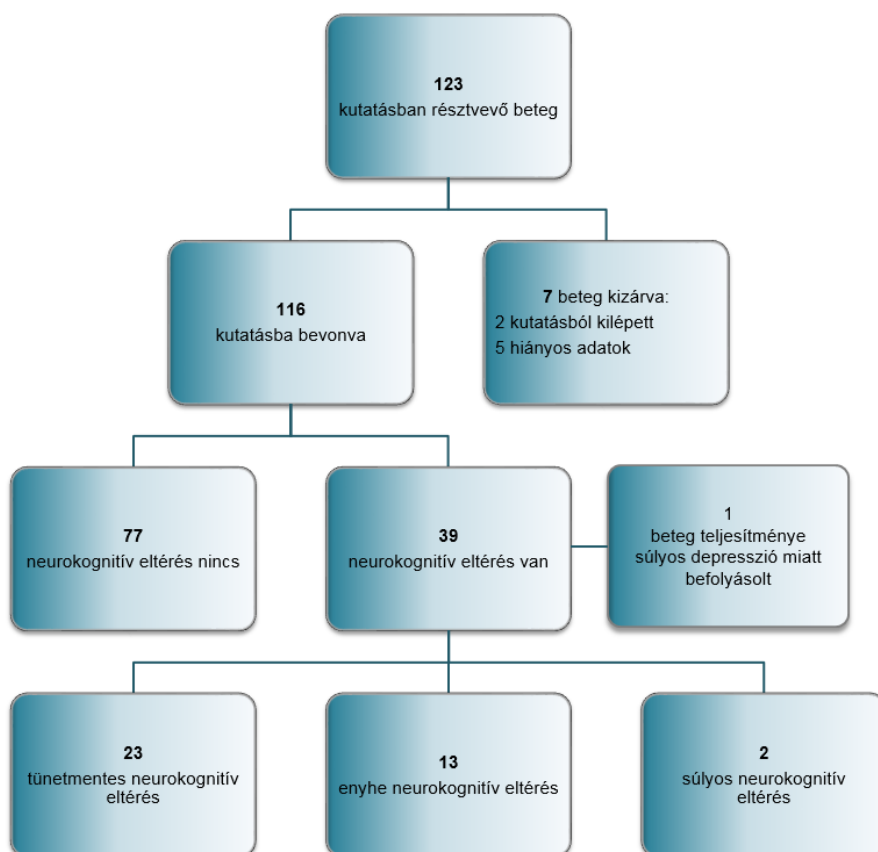 123
kutatásban résztvevő beteg
116
kutatásba bevonva
7 beteg kizárva:
2 kutatásból kilépett
5 hiányos adatok
77
neurokognitív eltérés nincs
39
neurokognitív eltérés van
1
beteg teljesítménye
súlyos depresszió miatt
befolyásolt
23
tünetmentes neurokognitív
eltérés
13
enyhe neurokognitív eltérés
2
súlyos neurokognitív
eltérés